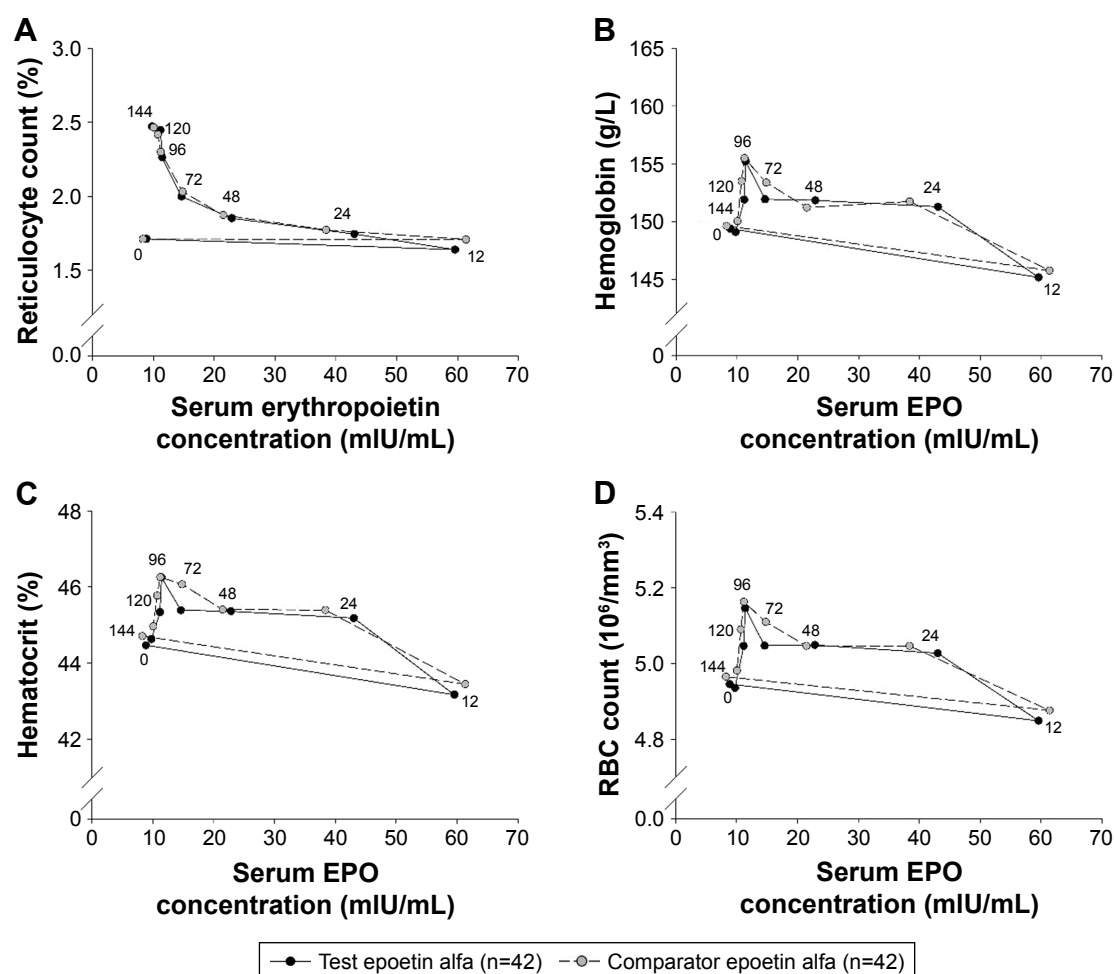 A
Reticulocyte count (%)
3.0
2.5
2.0
1.5
0.0
144
120
96
72
48
24
12
0
0 10 20 30 40 50 60 70
Serum erythropoietin
concentration (mIU/mL)
B
Hemoglobin (g/L)
165
160
155
150
145
0
96
72
120
48
24
144
0
12
0 10 20 30 40 50 60 70
Serum EPO
concentration (mIU/mL)
C
Hematocrit (%)
48
46
44
42
0
96
72
120
48
24
144
0
12
0 10 20 30 40 50 60 70
Serum EPO
concentration (mIU/mL)
D
RBC count (10⁶/mm³)
5.4
5.2
5.0
4.8
0.0
96
72
120
48
24
144
0
12
0 10 20 30 40 50 60 70
Serum EPO
concentration (mIU/mL)
Test epoetin alfa (n=42) Comparator epoetin alfa (n=42)